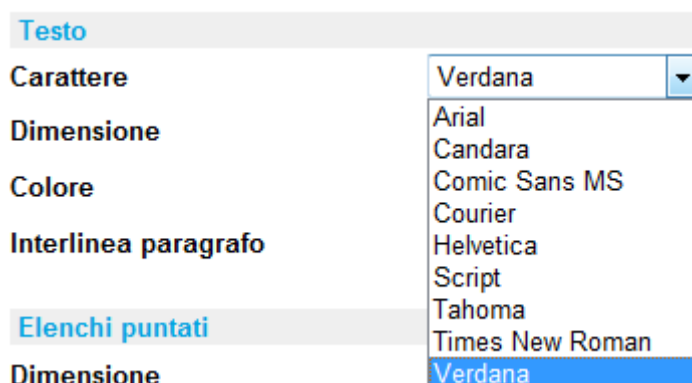 Testo
Carattere Verdana
Arial
Dimensione
Candara
Colore
Comic Sans MS
Courier
Interlinea paragrafo
Helvetica
Script
Tahoma
Elenchi puntati
Times New Roman
Dimensione
Verdana